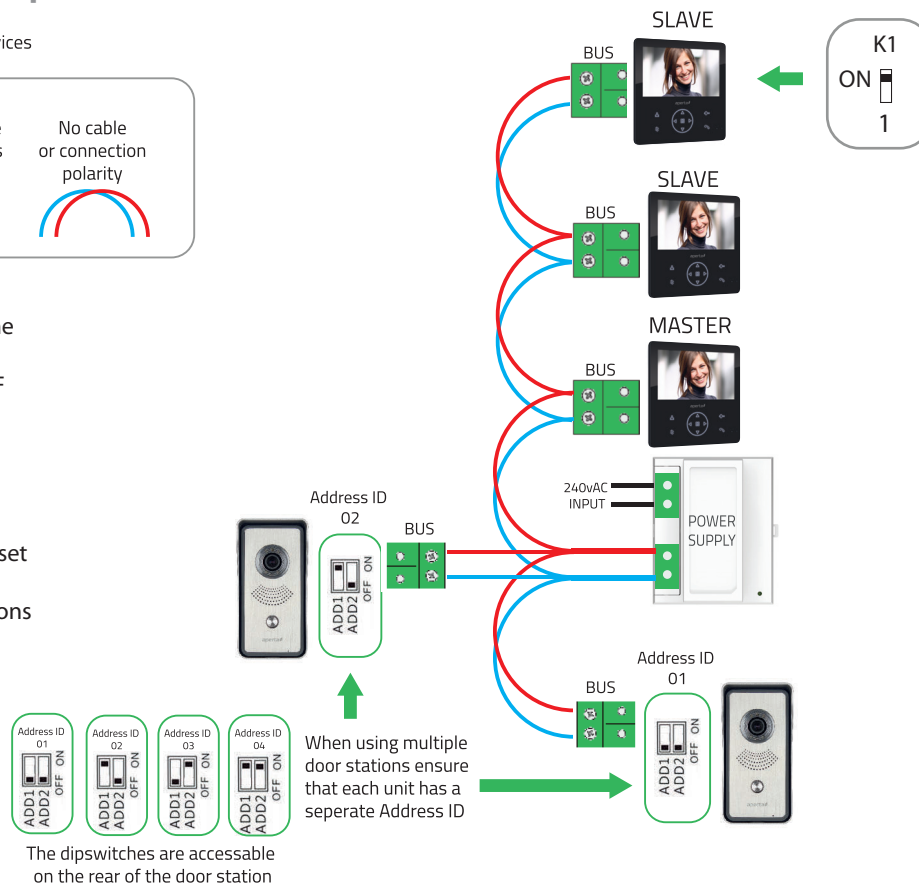 SLAVE
BUS
K1
ON
1
vices
No cable
or connection
polarity
SLAVE
BUS
MASTER
BUS
240vAC
INPUT
POWER
SUPPLY
Address ID
02
BUS
ADD1
ADD2
OFF ON
set
ons
Address ID
01
BUS
ADD1
ADD2
OFF ON
When using multiple
door stations ensure
that each unit has a
seperate Address ID
Address ID
01
ADD1
ADD2
OFF ON
Address ID
02
ADD1
ADD2
OFF ON
Address ID
03
ADD1
ADD2
OFF ON
Address ID
04
ADD1
ADD2
OFF ON
The dipswitches are accessable
on the rear of the door station